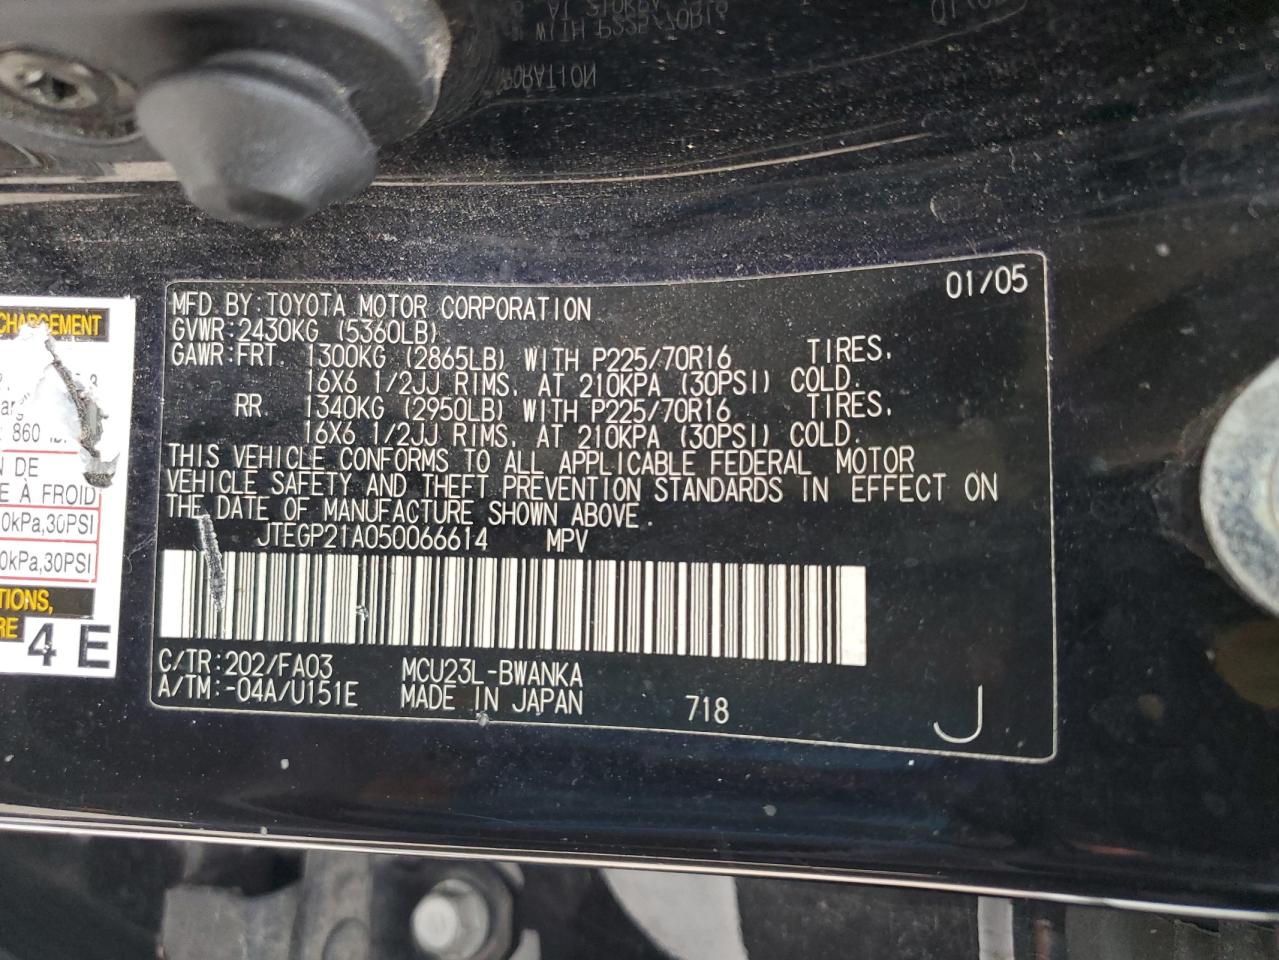 MFD. BY: TOYOTA MOTOR CORPORATION 01/05
GVWR: 2430KG (5360LB)
GAWR: FRT. 1300KG (2865LB) WITH P225/70R16 TIRES,
16X6 1/2JJ RIMS, AT 210KPA (30PSI) COLD.
RR. 1340KG (2950LB) WITH P225/70R16 TIRES,
16X6 1/2JJ RIMS, AT 210KPA (30PSI) COLD.
THIS VEHICLE CONFORMS TO ALL APPLICABLE FEDERAL MOTOR
VEHICLE SAFETY AND THEFT PREVENTION STANDARDS IN EFFECT ON
THE DATE OF MANUFACTURE SHOWN ABOVE.
JTEGP21A050066614 MPV
C/TR: 202/FA03 MCU23L-BWANKA
A/TM: -04A/U151E MADE IN JAPAN 718 J
860
N DE
E À FROID
0kPa,30PSI
0kPa,30PSI
TIONS,
RE 4 E